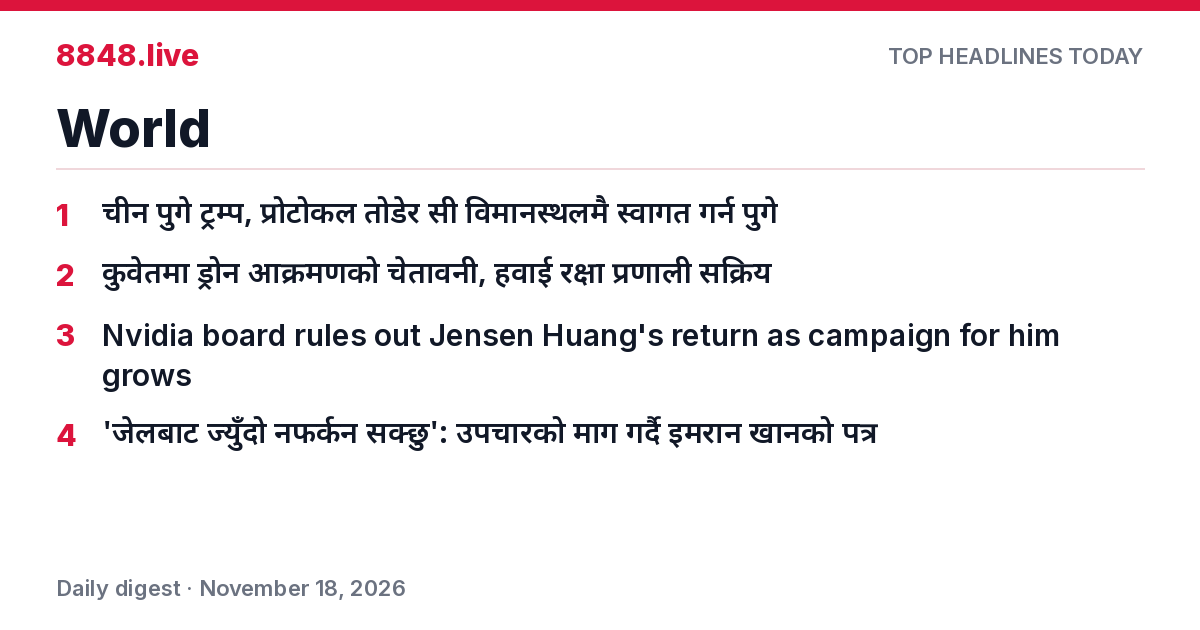 8848.live
TOP HEADLINES TODAY
World
1 चीन पुगे ट्रम्प, प्रोटोकल तोडेर सी विमानस्थलमै स्वागत गर्न पुगे
2 कुवेतमा ड्रोन आक्रमणको चेतावनी, हवाई रक्षा प्रणाली सक्रिय
3 Nvidia board rules out Jensen Huang's return as campaign for him
grows
4 'जेलबाट ज्युँदो नफर्कन सक्छु': उपचारको माग गर्दै इमरान खानको पत्र
Daily digest · November 18, 2026